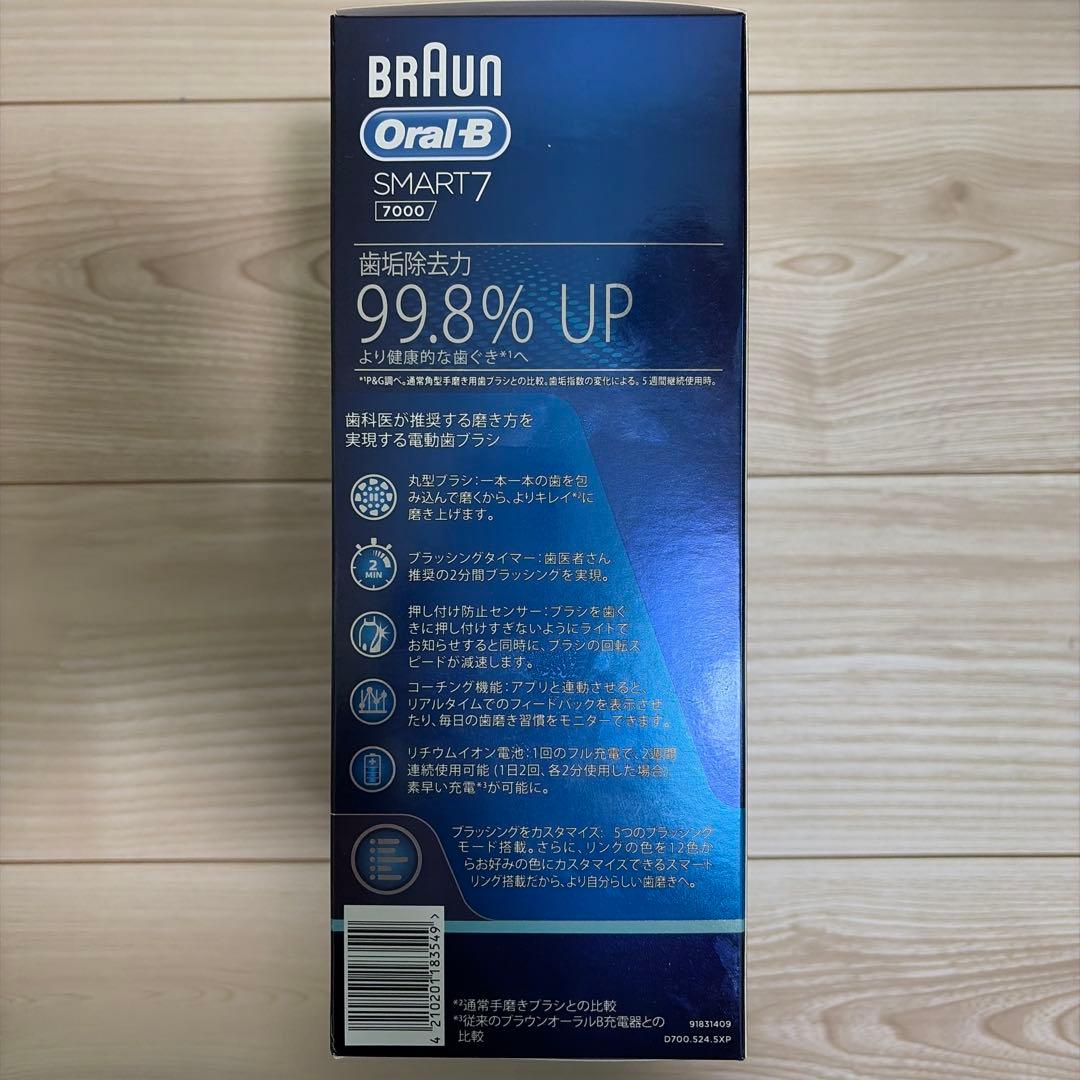 BRAUN
Oral-B
SMART7
7000
歯垢除去力
99.8% UP
より健康的な歯ぐき*1へ
*1P&G調べ。通常角型手磨き用歯ブラシとの比較。歯垢指数の変化による。5週間継続使用時。
歯科医が推奨する磨き方を
実現する電動歯ブラシ
丸型ブラシ:一本一本の歯を包
み込んで磨くから、よりキレイ*2に
磨き上げます。
2
MIN
ブラッシングタイマー:歯医者さん
推奨の2分間ブラッシングを実現。
押し付け防止センサー:ブラシを歯ぐ
きに押し付けすぎないようにライトで
お知らせすると同時に、ブラシの回転ス
ピードが減速します。
コーチング機能:アプリと連動させると、
リアルタイムでのフィードバックを表示させ
たり、毎日の歯磨き習慣をモニターできます。
リチウムイオン電池:1回のフル充電で、2週間
連続使用可能(1日2回、各2分使用した場合)
素早い充電*3が可能に。
ブラッシングをカスタマイズ: 5つのブラッシング
モード搭載。さらに、リングの色を12色か
らお好みの色にカスタマイズできるスマート
リング搭載だから、より自分らしい歯磨きへ。
4 210201 183549 >
*2通常手磨きブラシとの比較
*3従来のブラウンオーラルB充電器との
比較
91831409
D700.524.5XP